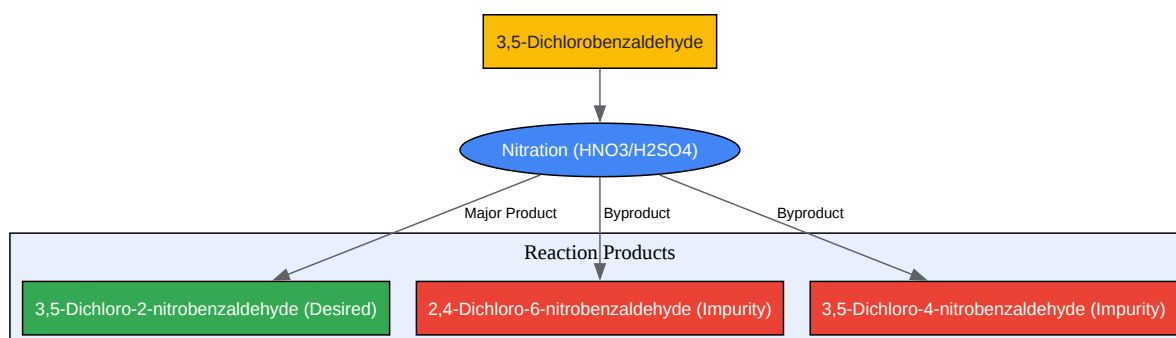 3,5-Dichlorobenzaldehyde
Nitration (HNO3/H2SO4)
Major Product
Byproduct
Byproduct
Reaction Products
3,5-Dichloro-2-nitrobenzaldehyde (Desired)
2,4-Dichloro-6-nitrobenzaldehyde (Impurity)
3,5-Dichloro-4-nitrobenzaldehyde (Impurity)